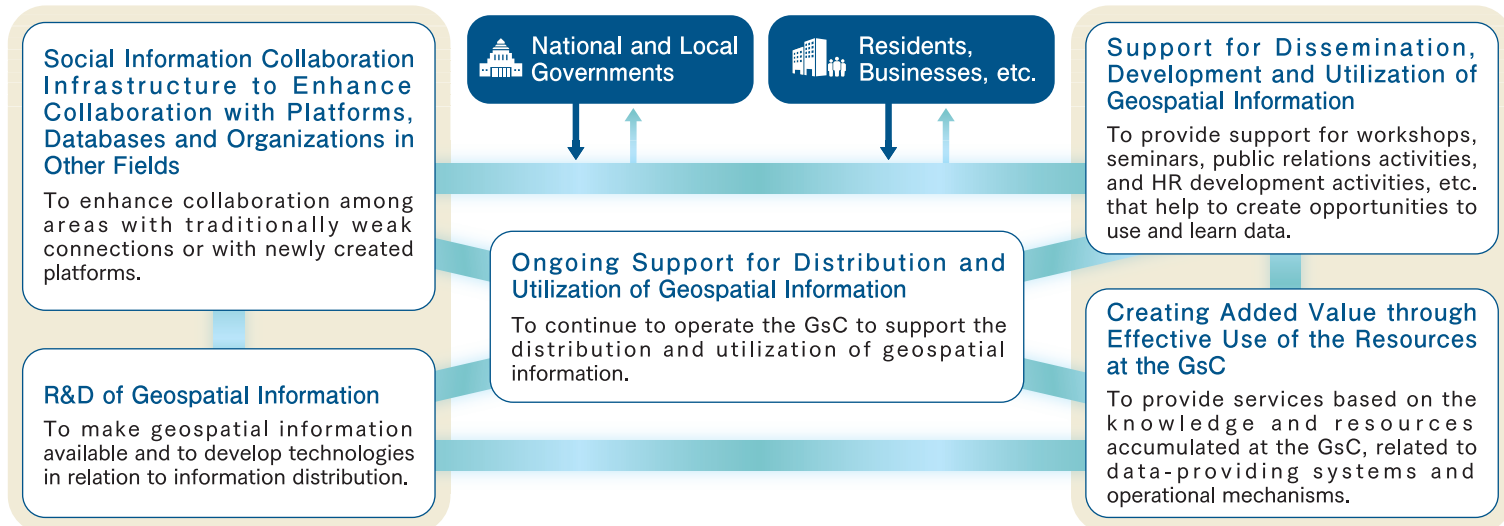 Social Information Collaboration
Infrastructure to Enhance
Collaboration with Platforms,
Databases and Organizations in
Other Fields
To enhance collaboration among
areas with traditionally weak
connections or with newly created
platforms.
National and Local
Governments
Residents,
Businesses, etc.
Support for Dissemination,
Development and Utilization of
Geospatial Information
To provide support for workshops,
seminars, public relations activities,
and HR development activities, etc.
that help to create opportunities to
use and learn data.
Ongoing Support for Distribution and
Utilization of Geospatial Information
To continue to operate the GsC to support the
distribution and utilization of geospatial
information.
R&D of Geospatial Information
To make geospatial information
available and to develop technologies
in relation to information distribution.
Creating Added Value through
Effective Use of the Resources
at the GsC
To provide services based on the
knowledge and resources
accumulated at the GsC, related to
data-providing systems and
operational mechanisms.